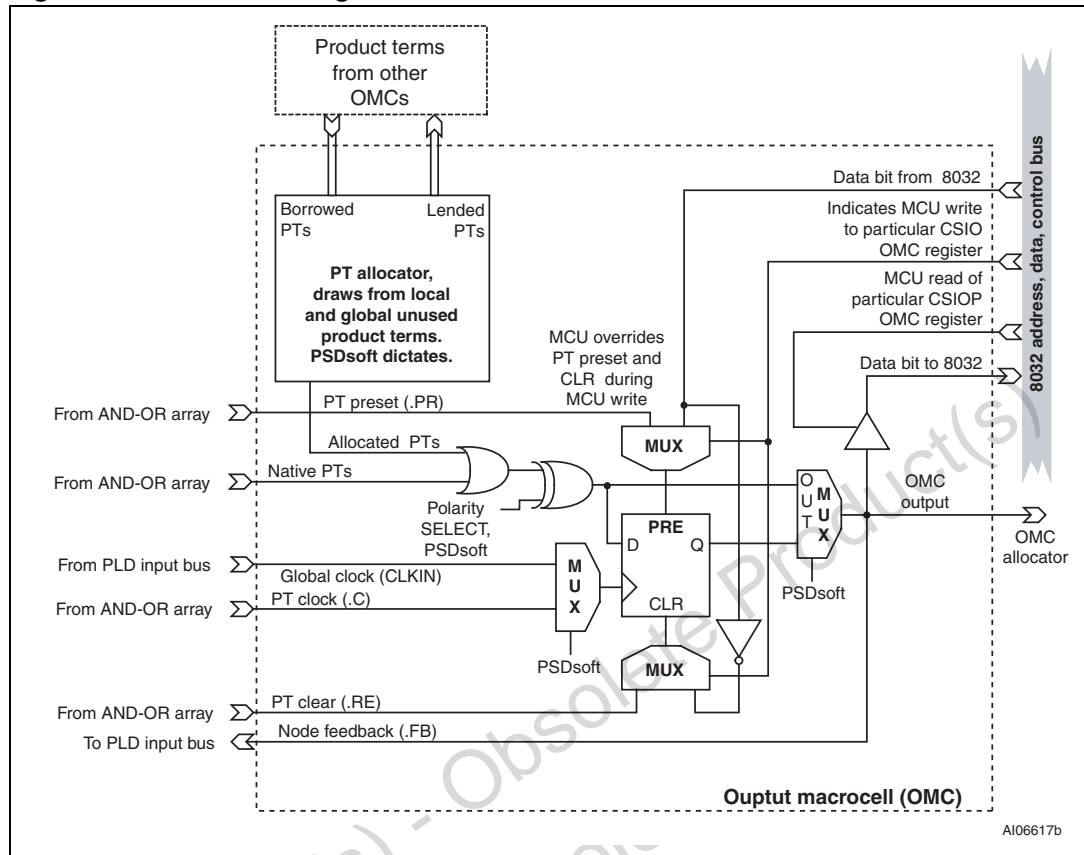 Product terms
from other
OMCs
Borrowed
PTs
Lended
PTs
PT allocator,
draws from local
and global unused
product terms.
PSDsoft dictates.
MCU overrides
PT preset and
CLR during
MCU write
Data bit from 8032
Indicates MCU write
to particular CSIO
OMC register
MCU read of
particular CSIOP
OMC register
Data bit to 8032
8032 address, data, control bus
From AND-OR array
PT preset (.PR)
Allocated PTs
From AND-OR array
Native PTs
Polarity
SELECT,
PSDsoft
MUX
PRE
D
Q
CLR
OUT
MUX
OMC
output
OMC
allocator
PSDsoft
From PLD input bus
Global clock (CLKIN)
From AND-OR array
PT clock (.C)
MUX
PSDsoft
MUX
From AND-OR array
PT clear (.RE)
To PLD input bus
Node feedback (.FB)
Ouptut macrocell (OMC)
AI06617b
(s) - Obsolete Product(s)